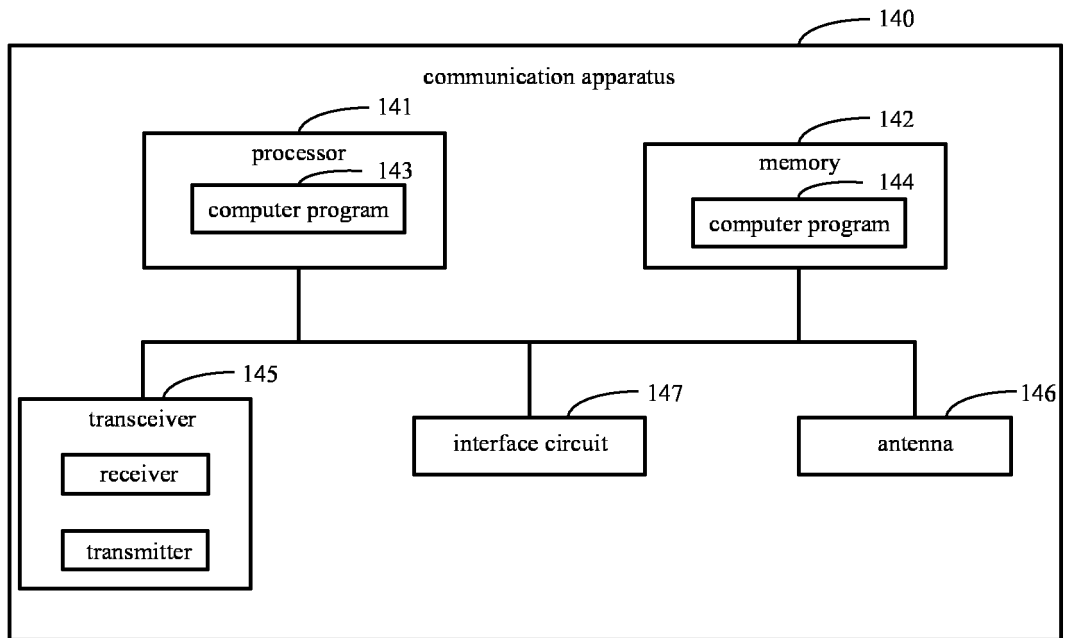 140
communication apparatus
141
processor
143
computer program
142
memory
144
computer program
145
transceiver
receiver
transmitter
147
interface circuit
146
antenna